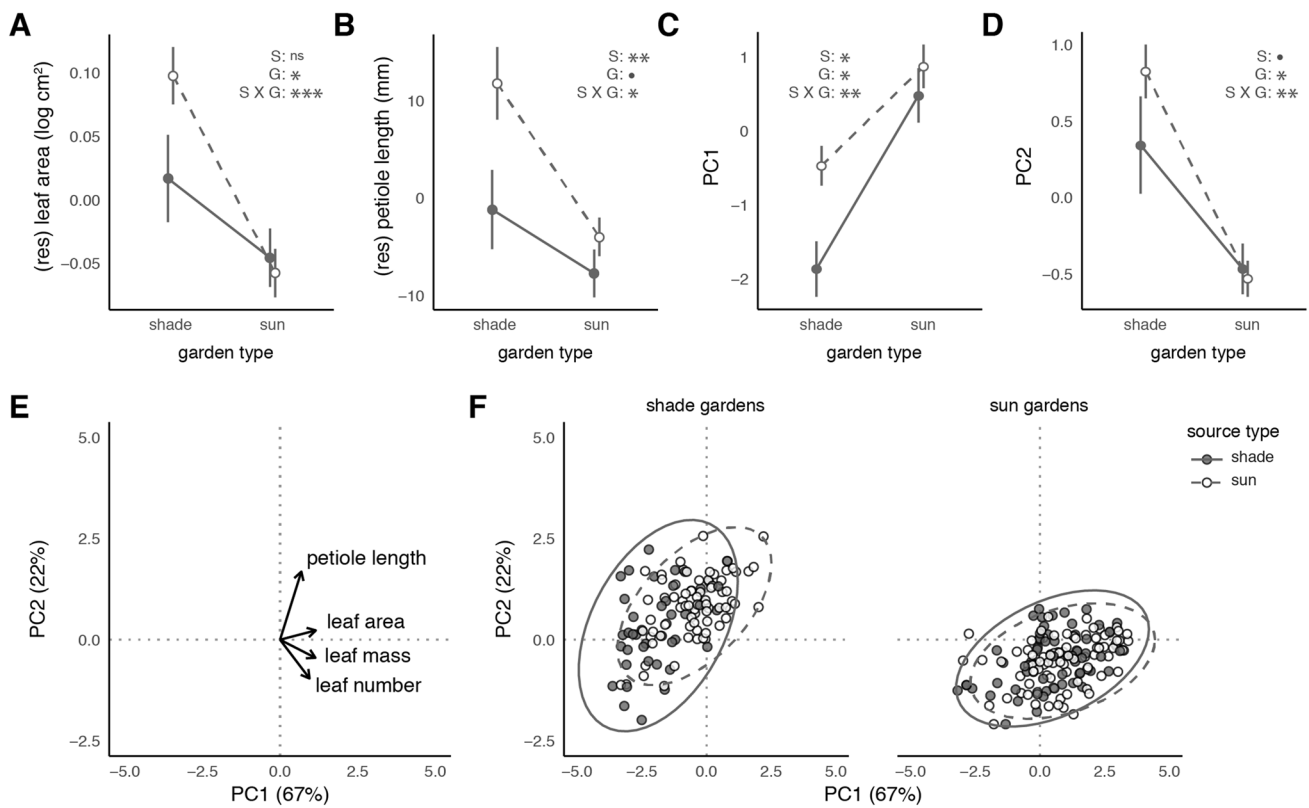 A
(res) leaf area (log cm²)
0.10
0.05
0.00
−0.05
S: ns
G: *
S X G: ***
shade
sun
garden type
B
(res) petiole length (mm)
10
0
−10
S: **
G: •
S X G: *
shade
sun
garden type
C
PC1
1
0
−1
−2
S: *
G: *
S X G: **
shade
sun
garden type
D
PC2
1.0
0.5
0.0
−0.5
S: •
G: *
S X G: **
shade
sun
garden type
E
PC2 (22%)
5.0
2.5
0.0
−2.5
petiole length
leaf area
leaf mass
leaf number
−5.0
−2.5
0.0
2.5
5.0
PC1 (67%)
F
shade gardens
sun gardens
PC2 (22%)
5.0
2.5
0.0
−2.5
−5.0
−2.5
0.0
2.5
5.0
−5.0
−2.5
0.0
2.5
5.0
PC1 (67%)
source type
shade
sun